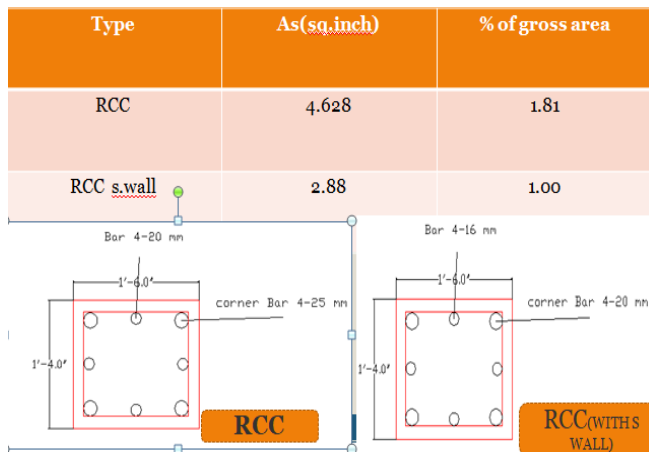 Type As(sq.inch) % of gross area
RCC 4.628 1.81
RCC s.wall 2.88 1.00
Bar 4-20 mm
1'-6.0"
corner Bar 4-25 mm
1'-4.0"
RCC
Bar 4-16 mm
1'-6.0"
corner Bar 4-20 mm
1'-4.0"
RCC(WITH S
WALL)